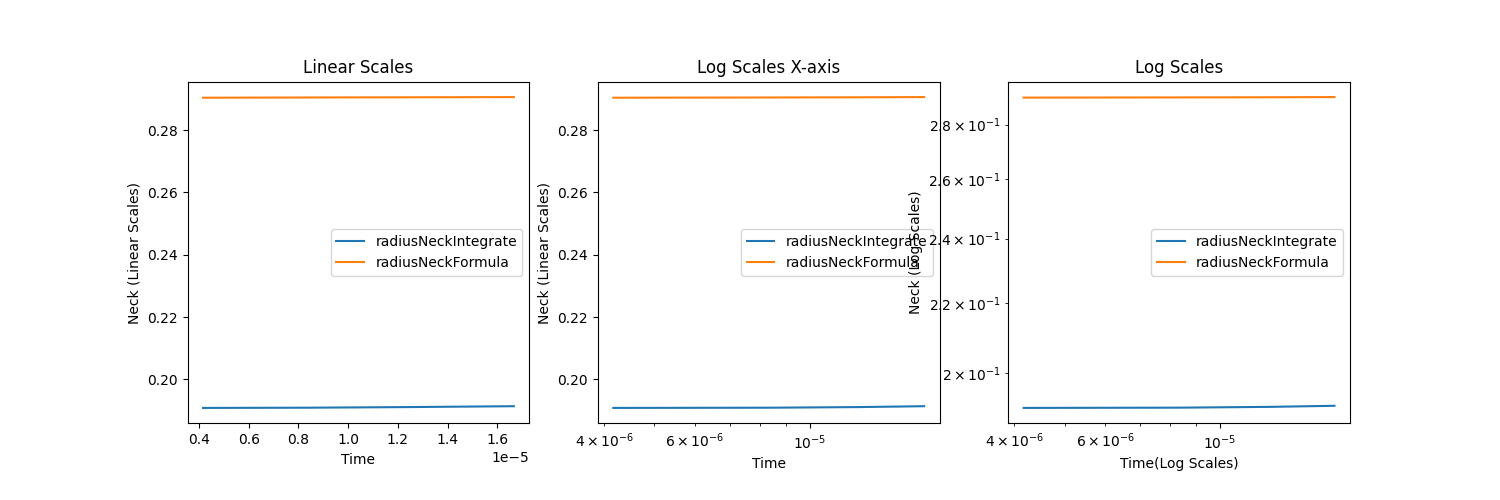 Linear Scales
Neck (Linear Scales)
0.28
0.26
0.24
0.22
0.20
radiusNeckIntegrate
radiusNeckFormula
0.4 0.6 0.8 1.0 1.2 1.4 1.6
1e−5
Time
Log Scales X-axis
Neck (Linear Scales)
0.28
0.26
0.24
0.22
0.20
radiusNeckIntegrate
radiusNeckFormula
4 × 10⁻⁶ 6 × 10⁻⁶ 10⁻⁵
Time
Log Scales
Neck (Log Scales)
2.8 × 10⁻¹
2.6 × 10⁻¹
2.4 × 10⁻¹
2.2 × 10⁻¹
2 × 10⁻¹
radiusNeckIntegrate
radiusNeckFormula
4 × 10⁻⁶ 6 × 10⁻⁶ 10⁻⁵
Time(Log Scales)